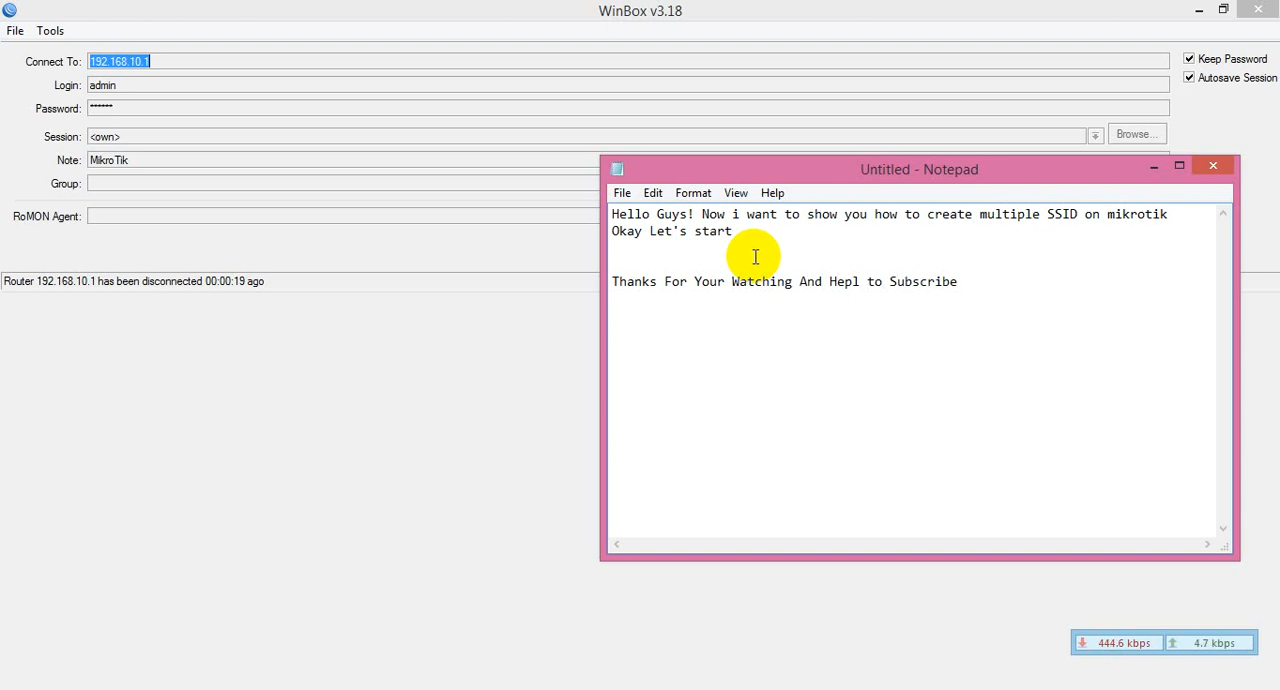 WinBox v3.18
File Tools
Connect To: 192.168.10.1
Keep Password
Login: admin
Autosave Session
Password: ******
Session: <own>
Browse...
Note: MikroTik
Group:
RoMON Agent:
Router 192.168.10.1 has been disconnected 00:00:19 ago
Untitled - Notepad
File Edit Format View Help
Hello Guys! Now i want to show you how to create multiple SSID on mikrotik
Okay Let's start
Thanks For Your Watching And Hepl to Subscribe
444.6 kbps 4.7 kbps